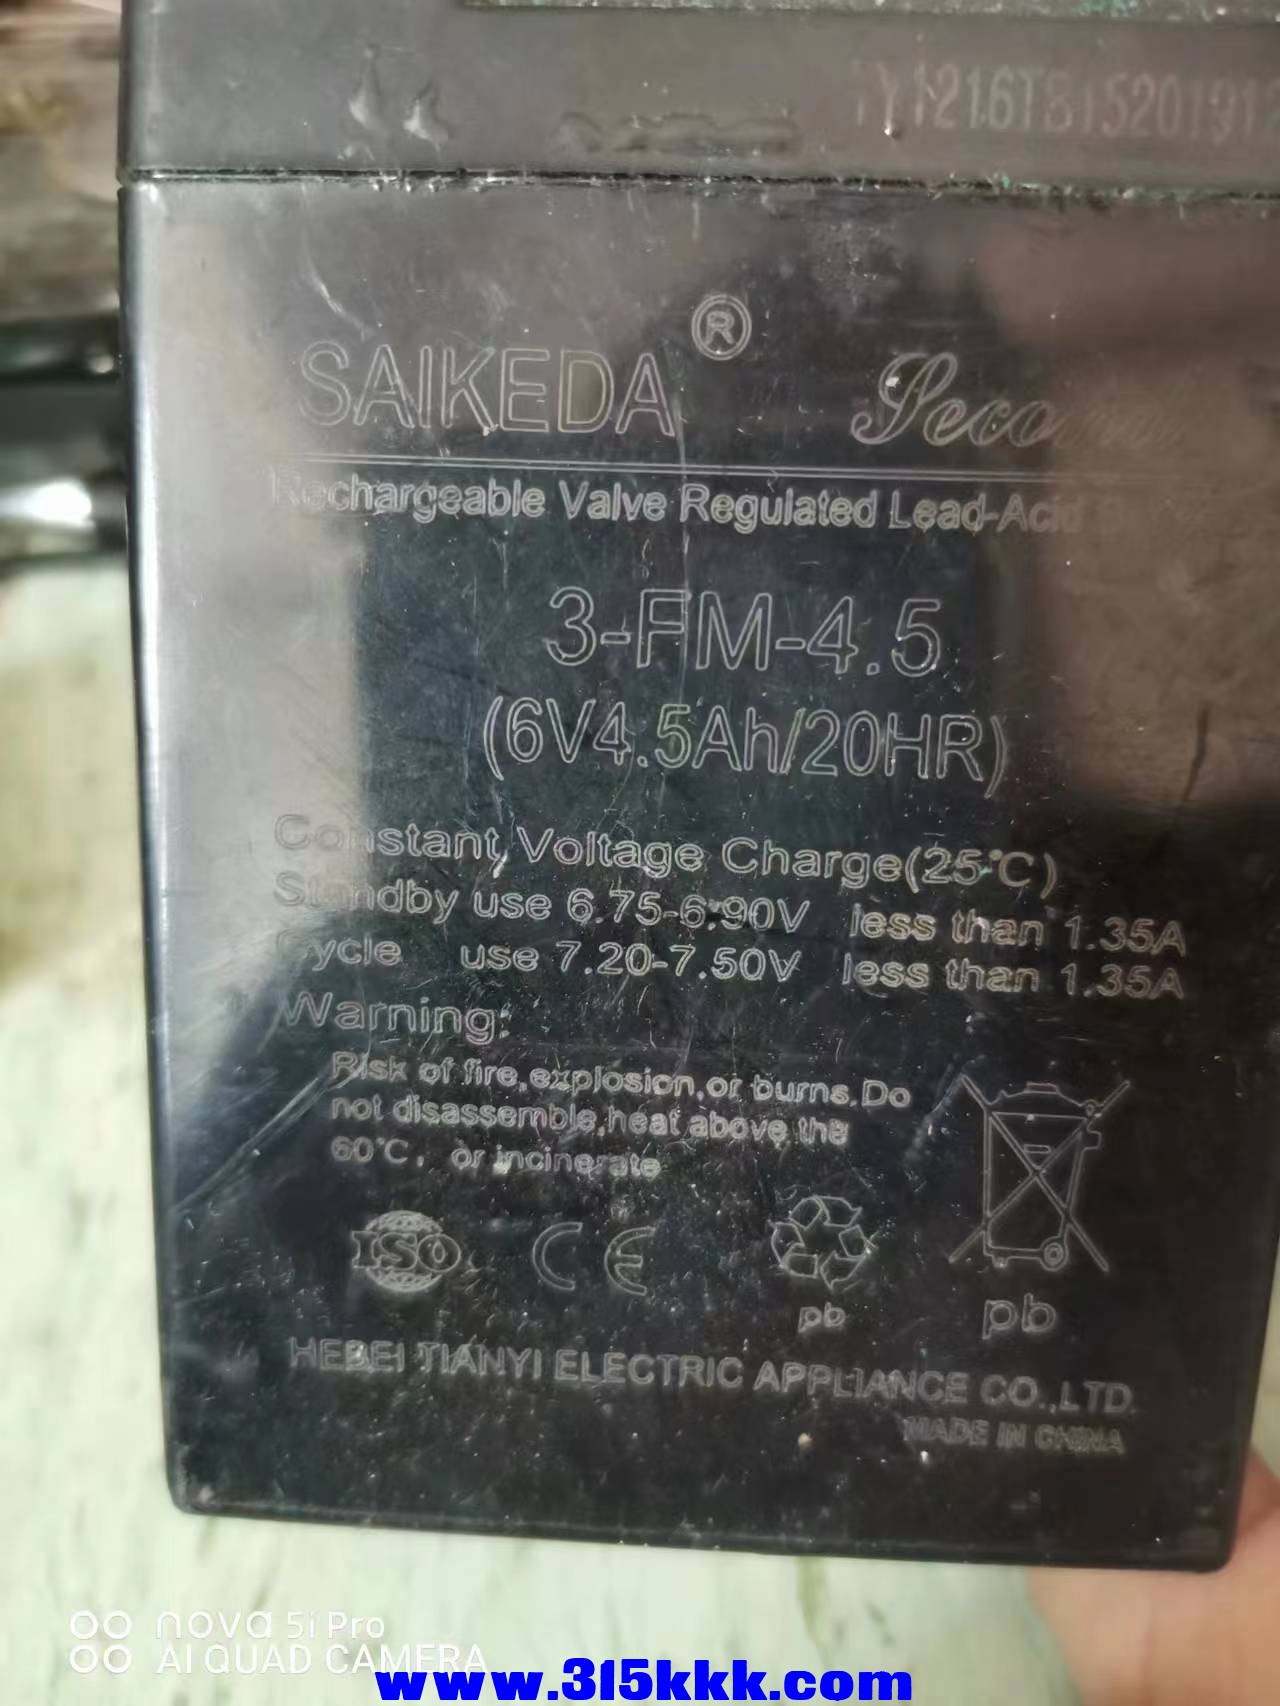 1216TB15201912
SAIKEDA ®
Rechargeable Valve Regulated Lead-Acid
3-FM-4.5
(6V4.5Ah/20HR)
Constant Voltage Charge(25°C)
Standby use 6.75-6.90V less than 1.35A
Cycle use 7.20-7.50V less than 1.35A
Warning:
Risk of fire,explosion,or burns.Do
not disassemble,heat above the
60°C, or incinerate
ISO CE
pb pb
HEBEI TIANYI ELECTRIC APPLIANCE CO.,LTD.
MADE IN CHINA
nova 5i Pro
AI QUAD CAMERA
www.315kkk.com